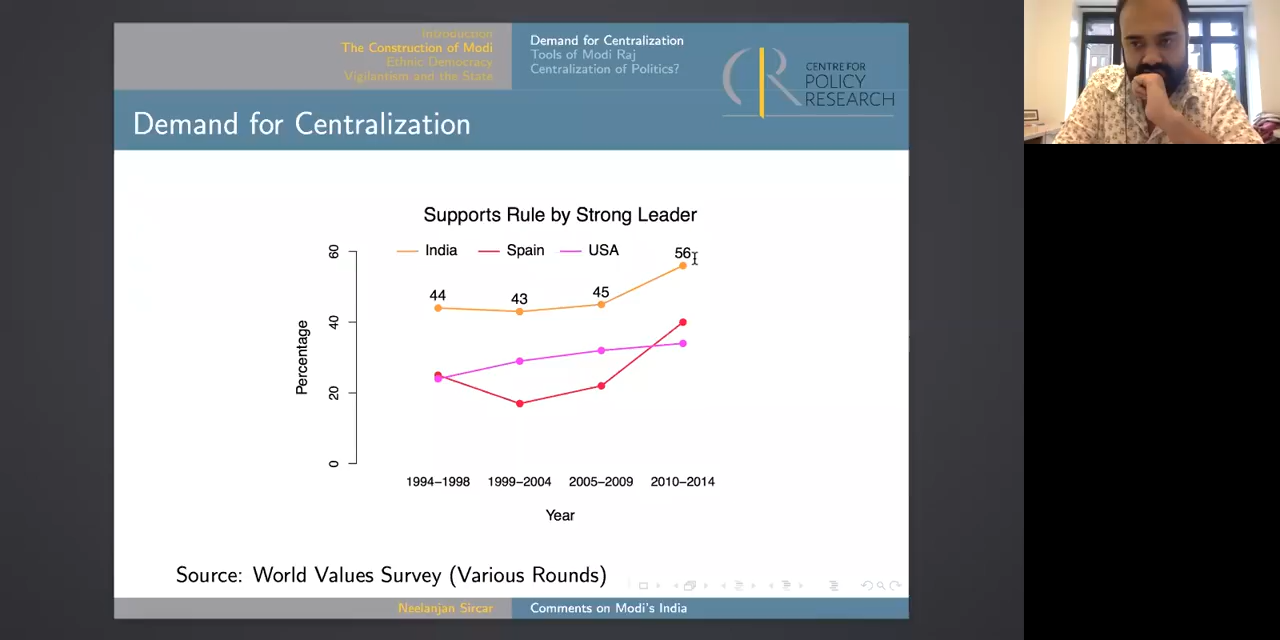 Introduction
The Construction of Modi
Ethnic Democracy
Vigilantism and the State
Demand for Centralization
Tools of Modi Raj
Centralization of Politics?
CENTRE FOR
POLICY
RESEARCH
Demand for Centralization
Supports Rule by Strong Leader
India Spain USA
60
40
20
0
Percentage
44
43
45
56
1994–1998 1999–2004 2005–2009 2010–2014
Year
Source: World Values Survey (Various Rounds)
Neelanjan Sircar
Comments on Modi's India